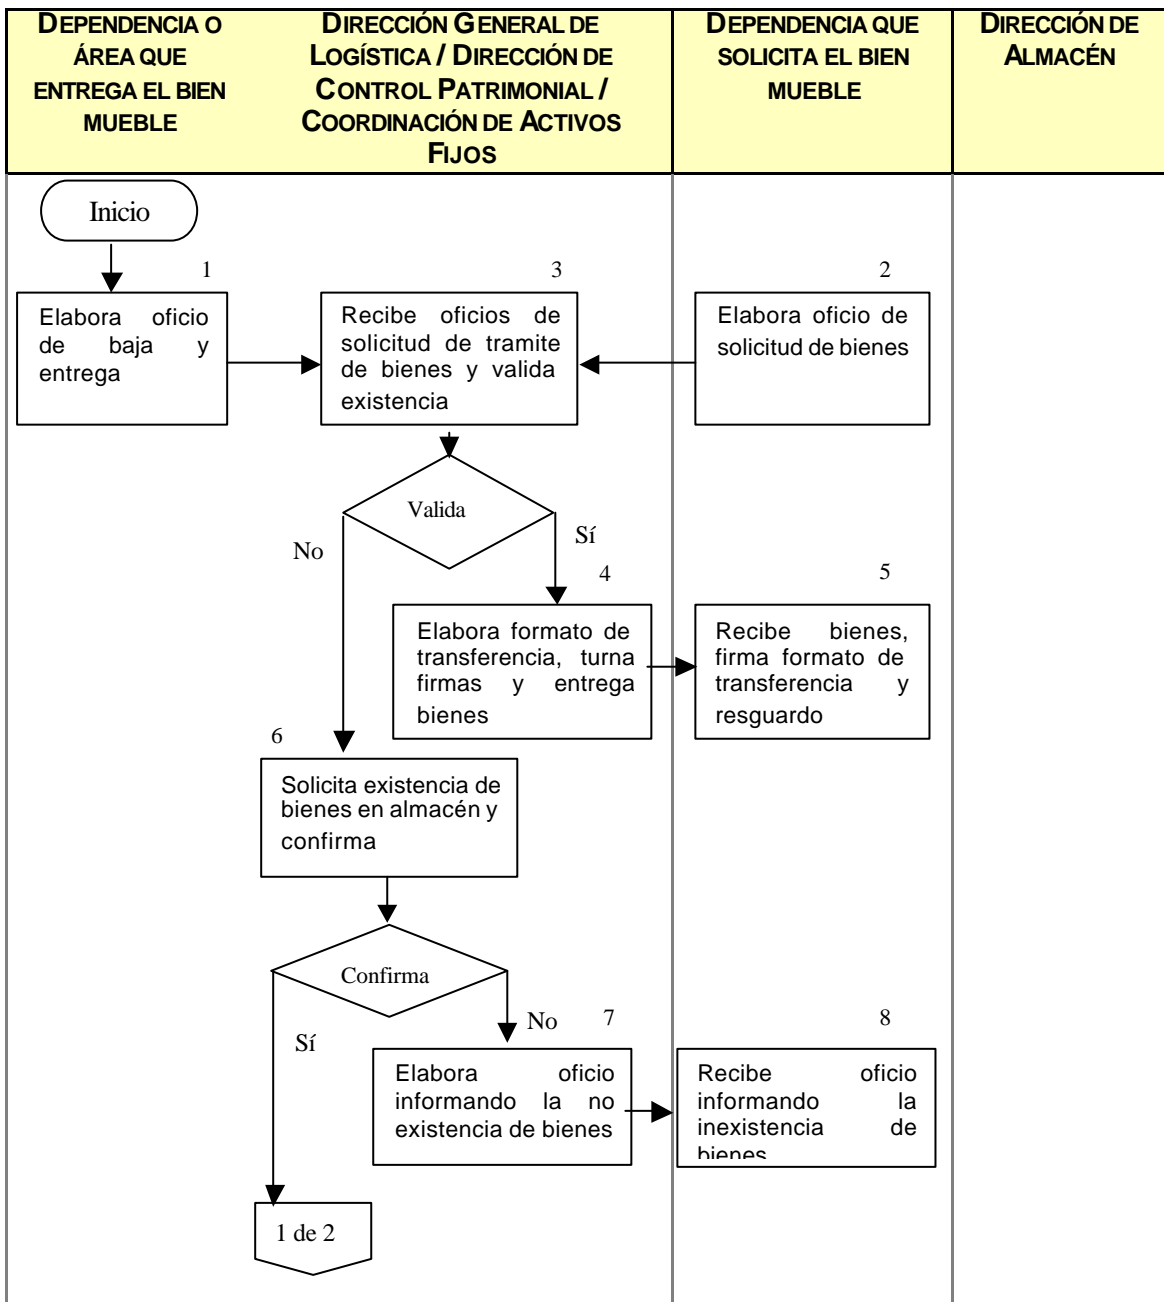 DEPENDENCIA O
ÁREA QUE
ENTREGA EL BIEN
MUEBLE
DIRECCIÓN GENERAL DE
LOGÍSTICA / DIRECCIÓN DE
CONTROL PATRIMONIAL /
COORDINACIÓN DE ACTIVOS
FIJOS
DEPENDENCIA QUE
SOLICITA EL BIEN
MUEBLE
DIRECCIÓN DE
ALMACÉN
Inicio
1
Elabora oficio
de baja y
entrega
3
Recibe oficios de
solicitud de tramite
de bienes y valida
existencia
2
Elabora oficio de
solicitud de bienes
Valida
No
Sí
4
Elabora formato de
transferencia, turna
firmas y entrega
bienes
5
Recibe bienes,
firma formato de
transferencia y
resguardo
6
Solicita existencia de
bienes en almacén y
confirma
Confirma
Sí
No
7
Elabora oficio
informando la no
existencia de bienes
8
Recibe oficio
informando la
inexistencia de
bienes
1 de 2